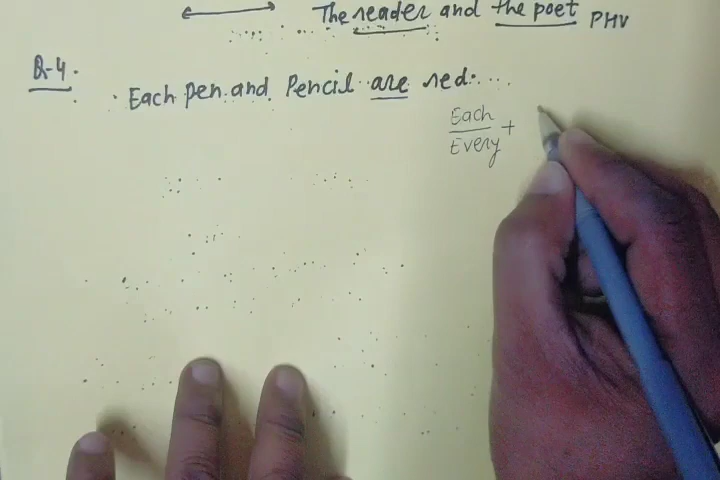 The reader and the poet PHV
Q-4.
Each pen and Pencil are red.
Each
Every +